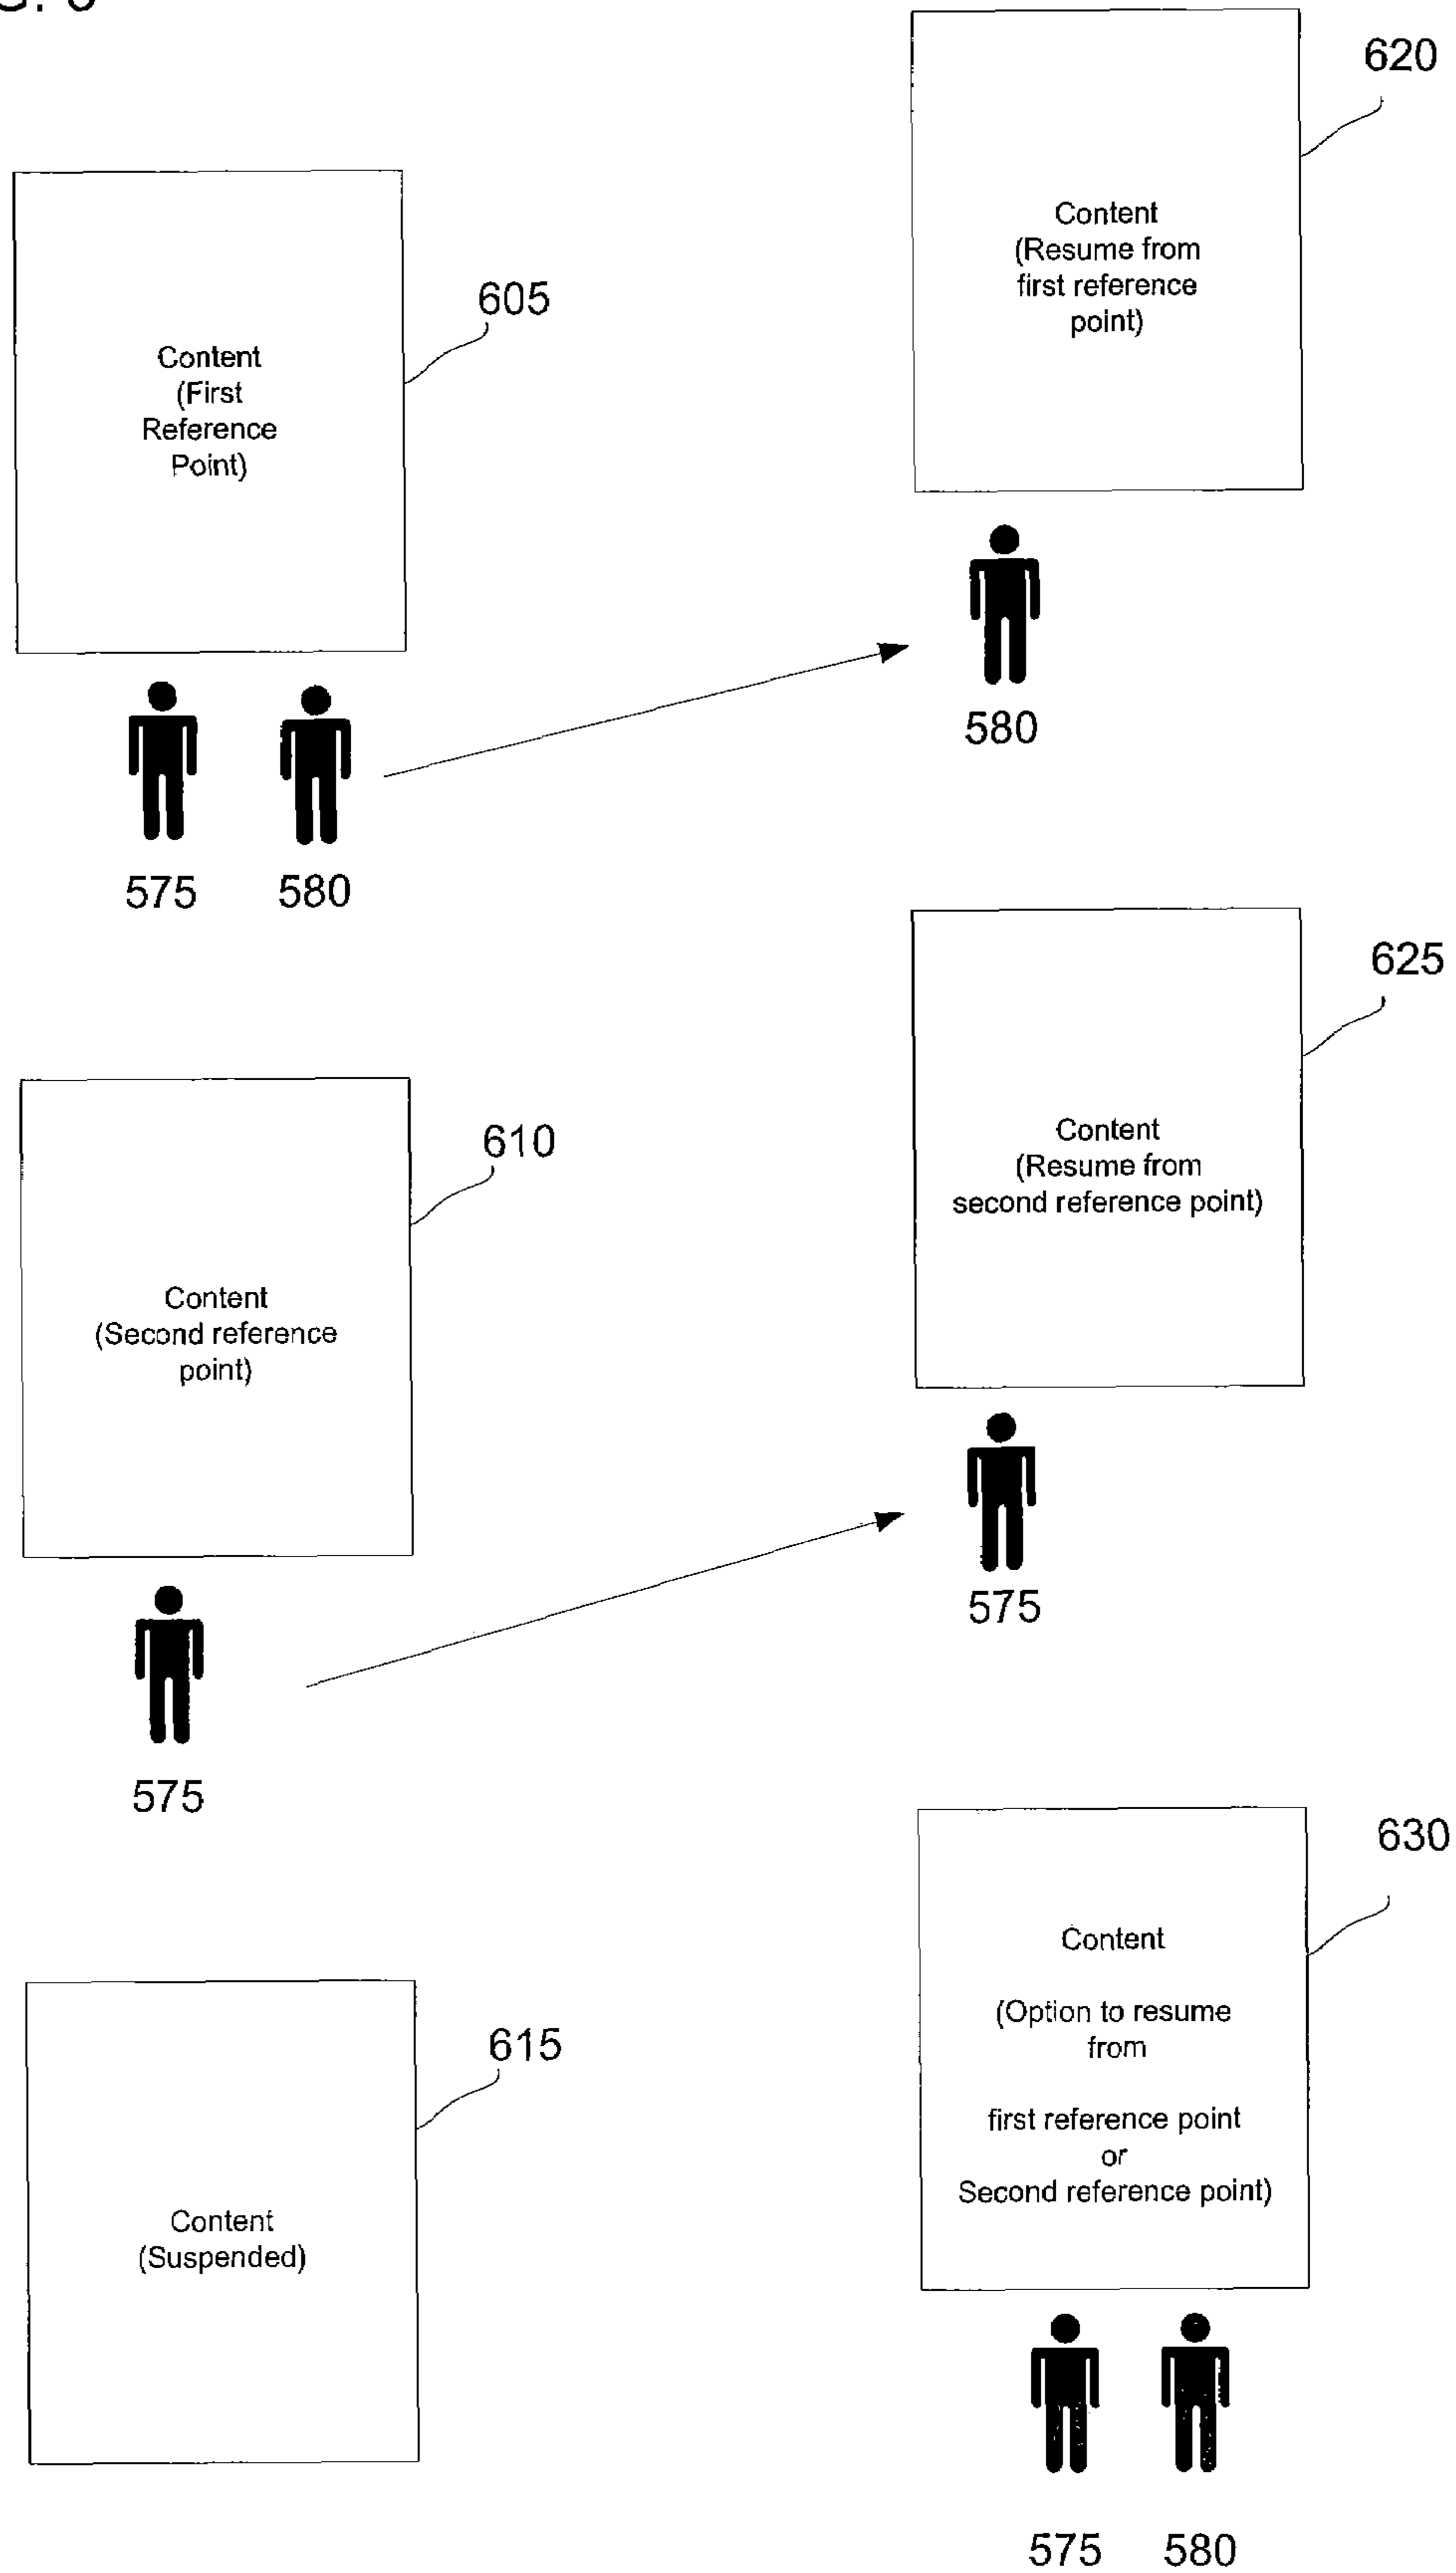 620
Content
(Resume from
first reference
point)
605
Content
(First
Reference
Point)
580
575 580
625
Content
(Resume from
second reference point)
610
Content
(Second reference
point)
575
575
630
Content
(Option to resume
from
first reference point
or
Second reference point)
615
Content
(Suspended)
575 580